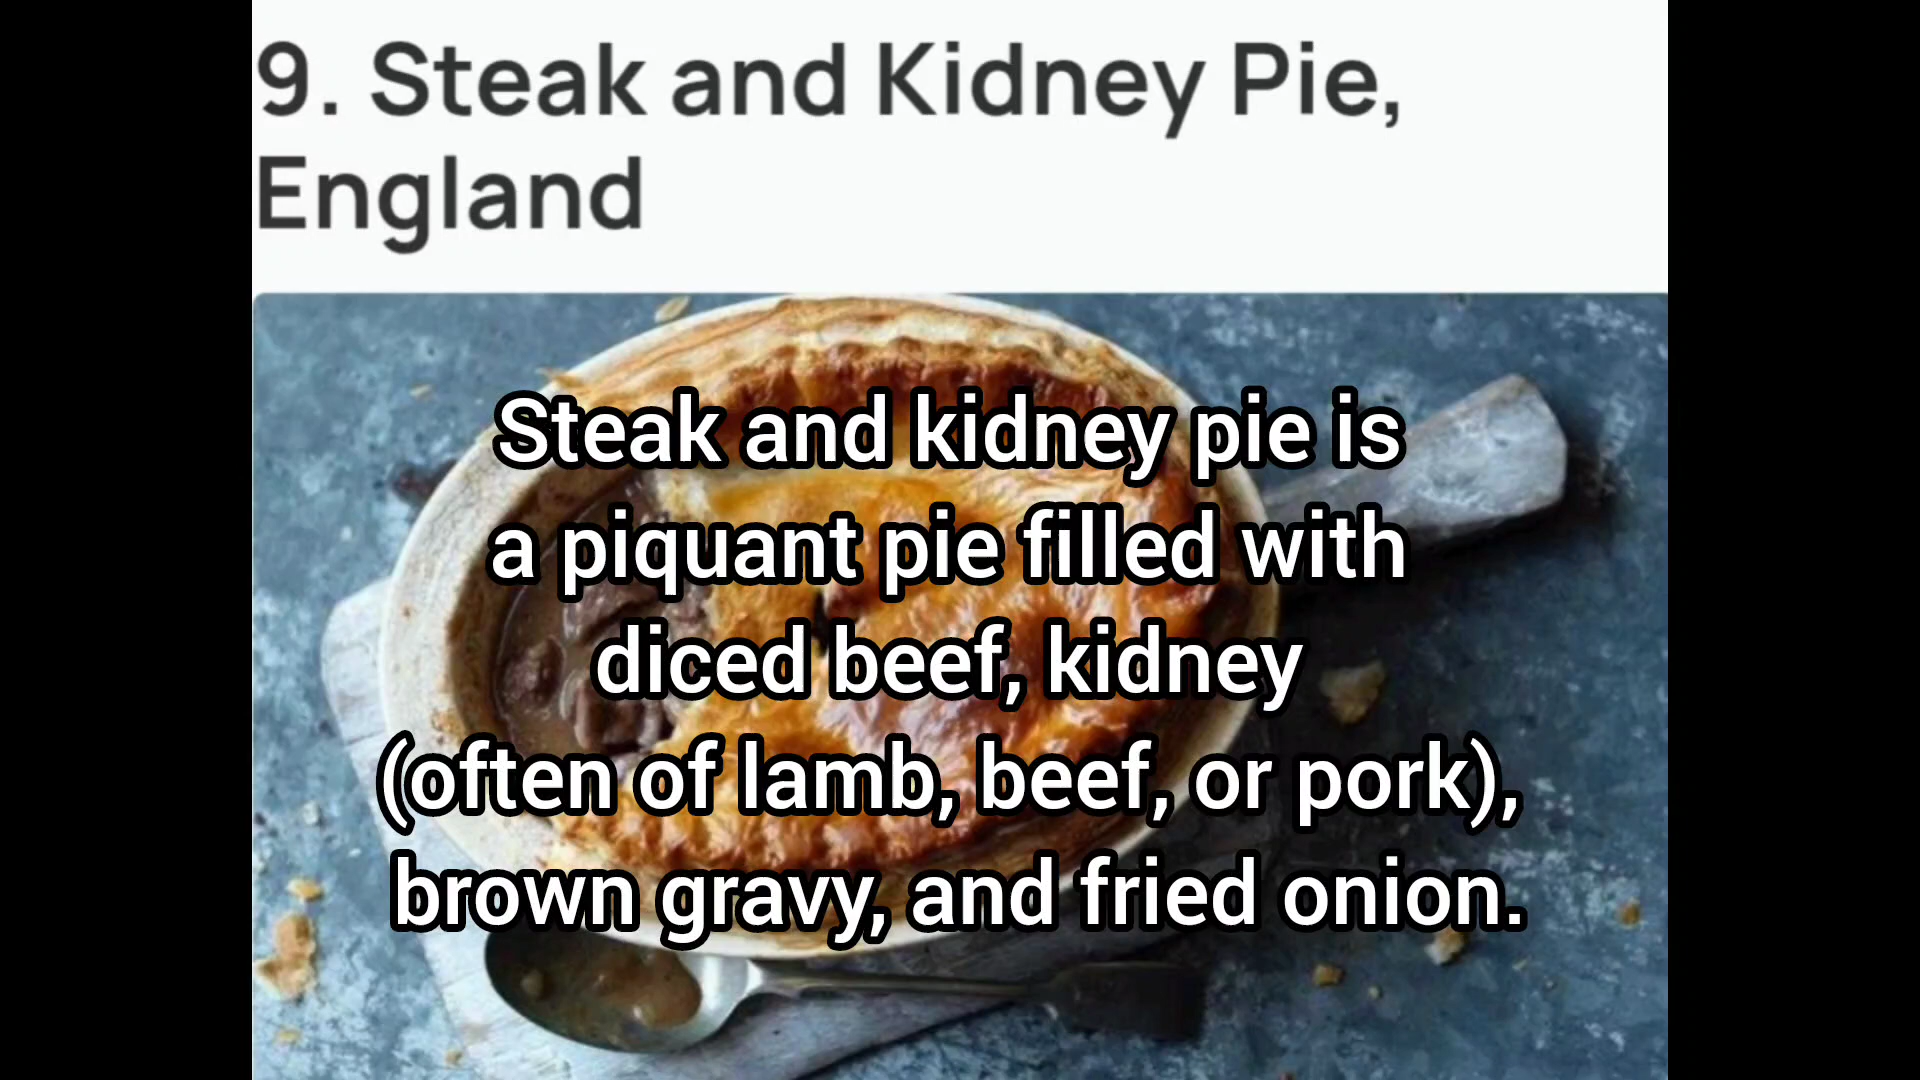 9. Steak and Kidney Pie,
England
Steak and kidney pie is
a piquant pie filled with
diced beef, kidney
(often of lamb, beef, or pork),
brown gravy, and fried onion.